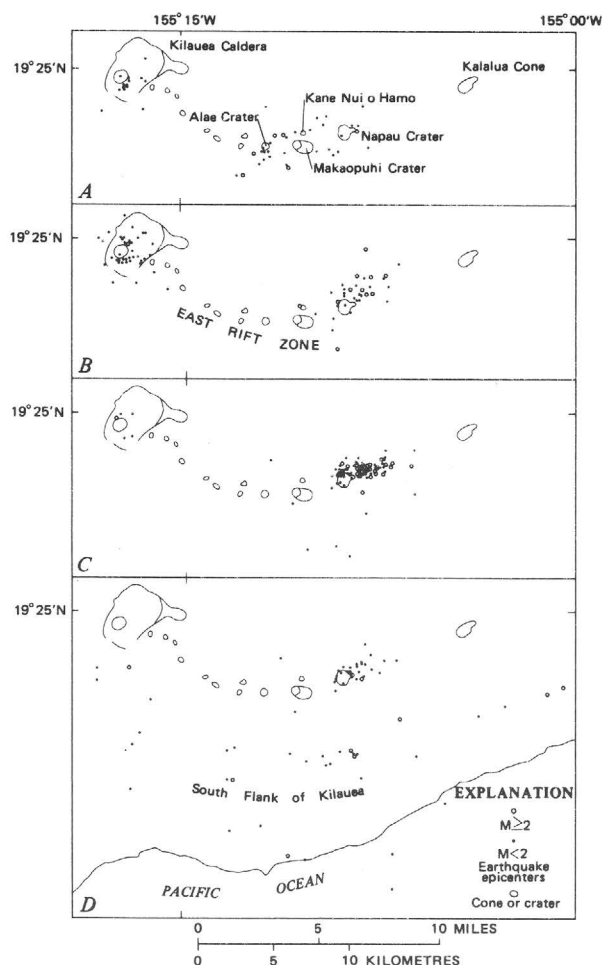 155°15'W 155°00'W
Kilauea Caldera
19°25'N
Kalalua Cone
Kane Nui o Hamo
Alae Crater
Napau Crater
Makaopuhi Crater
A
19°25'N
EAST RIFT ZONE
B
19°25'N
C
19°25'N
South Flank of Kilauea
EXPLANATION
M≥2
M<2
Earthquake
epicenters
Cone or crater
PACIFIC OCEAN
D
0 5 10 MILES
0 5 10 KILOMETRES